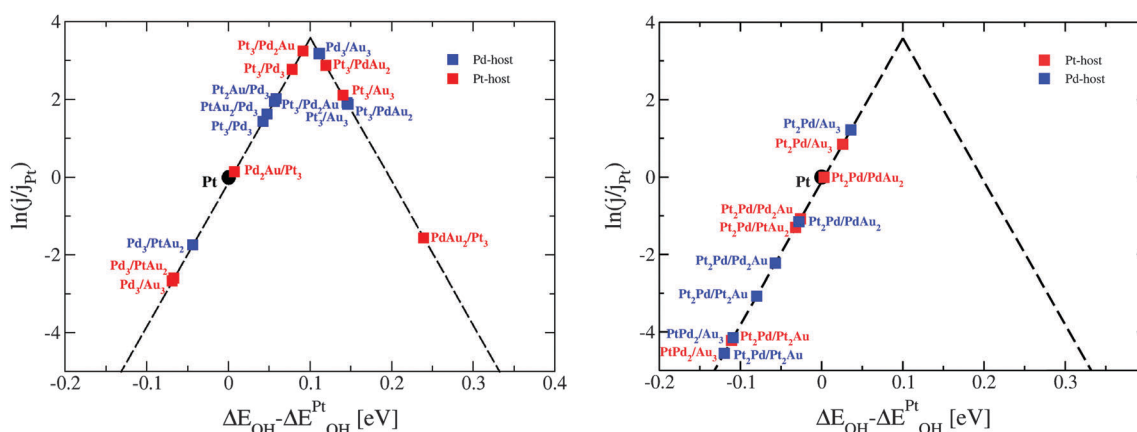 4
2
0
-2
-4
-0.2
-0.1
0
0.1
0.2
0.3
0.4
ln(j/j_Pt)
ΔE_OH-ΔE^Pt_OH [eV]
Pd-host
Pt-host
Pt₃/Pd₂Au
Pd₃/Au₃
Pt₃/PdAu₂
Pt₃/Pd₃
Pt₂Au/Pd₃
Pt₃/Pd₂Au
Pt₃/Au₃
PtAu₂/Pd₃
Pt₃/Au₃
Pt₃/PdAu₂
Pt₃/Pd₃
Pd₂Au/Pt₃
Pt
Pd₃/PtAu₂
PdAu₂/Pt₃
Pd₃/PtAu₂
Pd₃/Au₃
4
2
0
-2
-4
-0.2
-0.1
0
0.1
0.2
0.3
ln(j/j_Pt)
ΔE_OH-ΔE^Pt_OH [eV]
Pt-host
Pd-host
Pt₂Pd/Au₃
Pt₂Pd/Au₃
Pt
Pt₂Pd/PdAu₂
Pt₂Pd/Pd₂Au
Pt₂Pd/PtAu₂
Pt₂Pd/PdAu₂
Pt₂Pd/Pd₂Au
Pt₂Pd/Pt₂Au
PtPd₂/Au₃
Pt₂Pd/Pt₂Au
PtPd₂/Au₃
Pt₂Pd/Pt₂Au